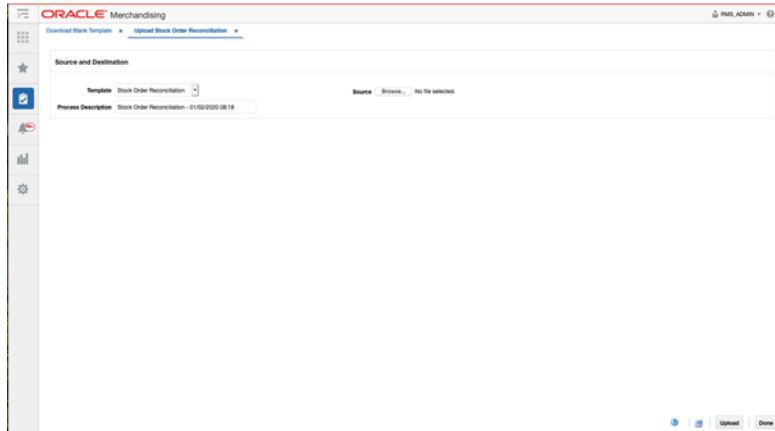 ORACLE Merchandising
RMS_ADMIN
Download Blank Template x Upload Stock Order Reconciliation x
Source and Destination
Template Stock Order Reconciliation
Source Browse... No file selected.
Process Description Stock Order Reconciliation - 01/02/2020 08:18
Upload Done